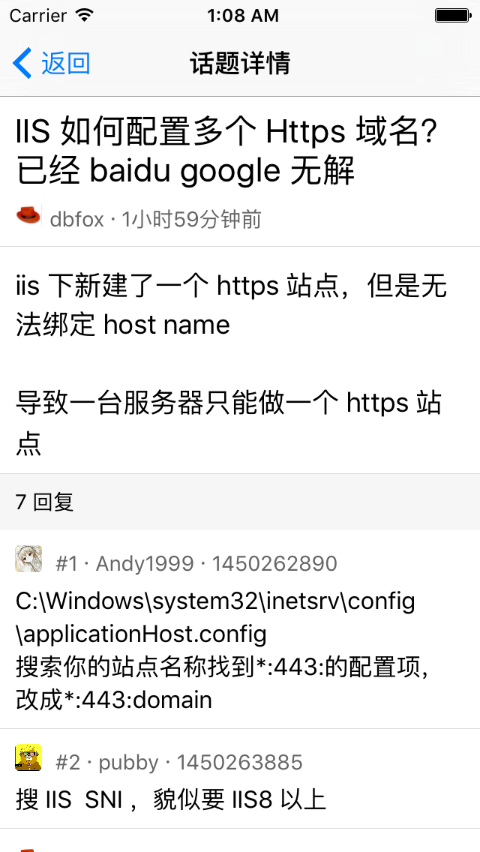 Carrier 1:08 AM
返回 话题详情
IIS 如何配置多个 Https 域名?
已经 baidu google 无解
dbfox · 1小时59分钟前
iis 下新建了一个 https 站点，但是无
法绑定 host name
导致一台服务器只能做一个 https 站
点
7 回复
#1 · Andy1999 · 1450262890
C:\Windows\system32\inetsrv\config
\applicationHost.config
搜索你的站点名称找到*:443:的配置项，
改成*:443:domain
#2 · pubby · 1450263885
搜 IIS  SNI ，貌似要 IIS8 以上